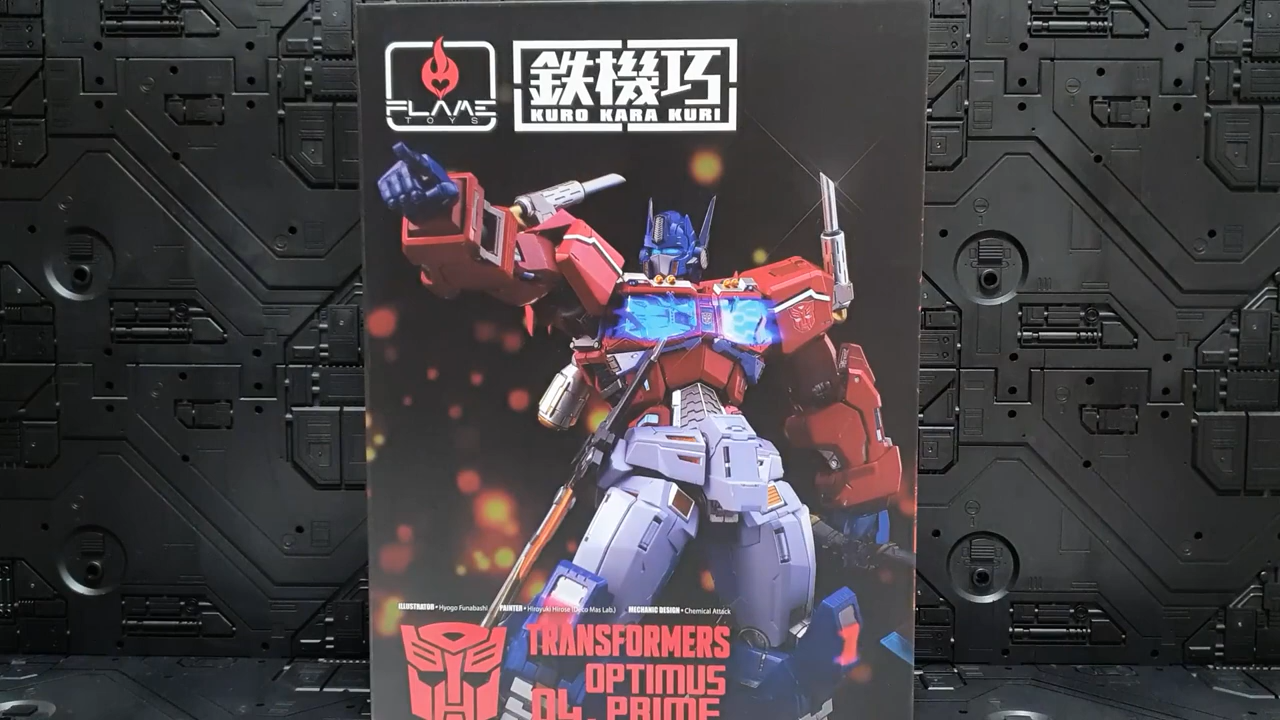 FLAME
TOYS
鉄機巧
KURO KARA KURI
ILLUSTRATOR • Hyogo Funabashi PAINTER • Hiroyuki Hirose (Deco Mas Lab.) MECHANIC DESIGN • Chemical Attack
TRANSFORMERS
OPTIMUS
04. PRIME